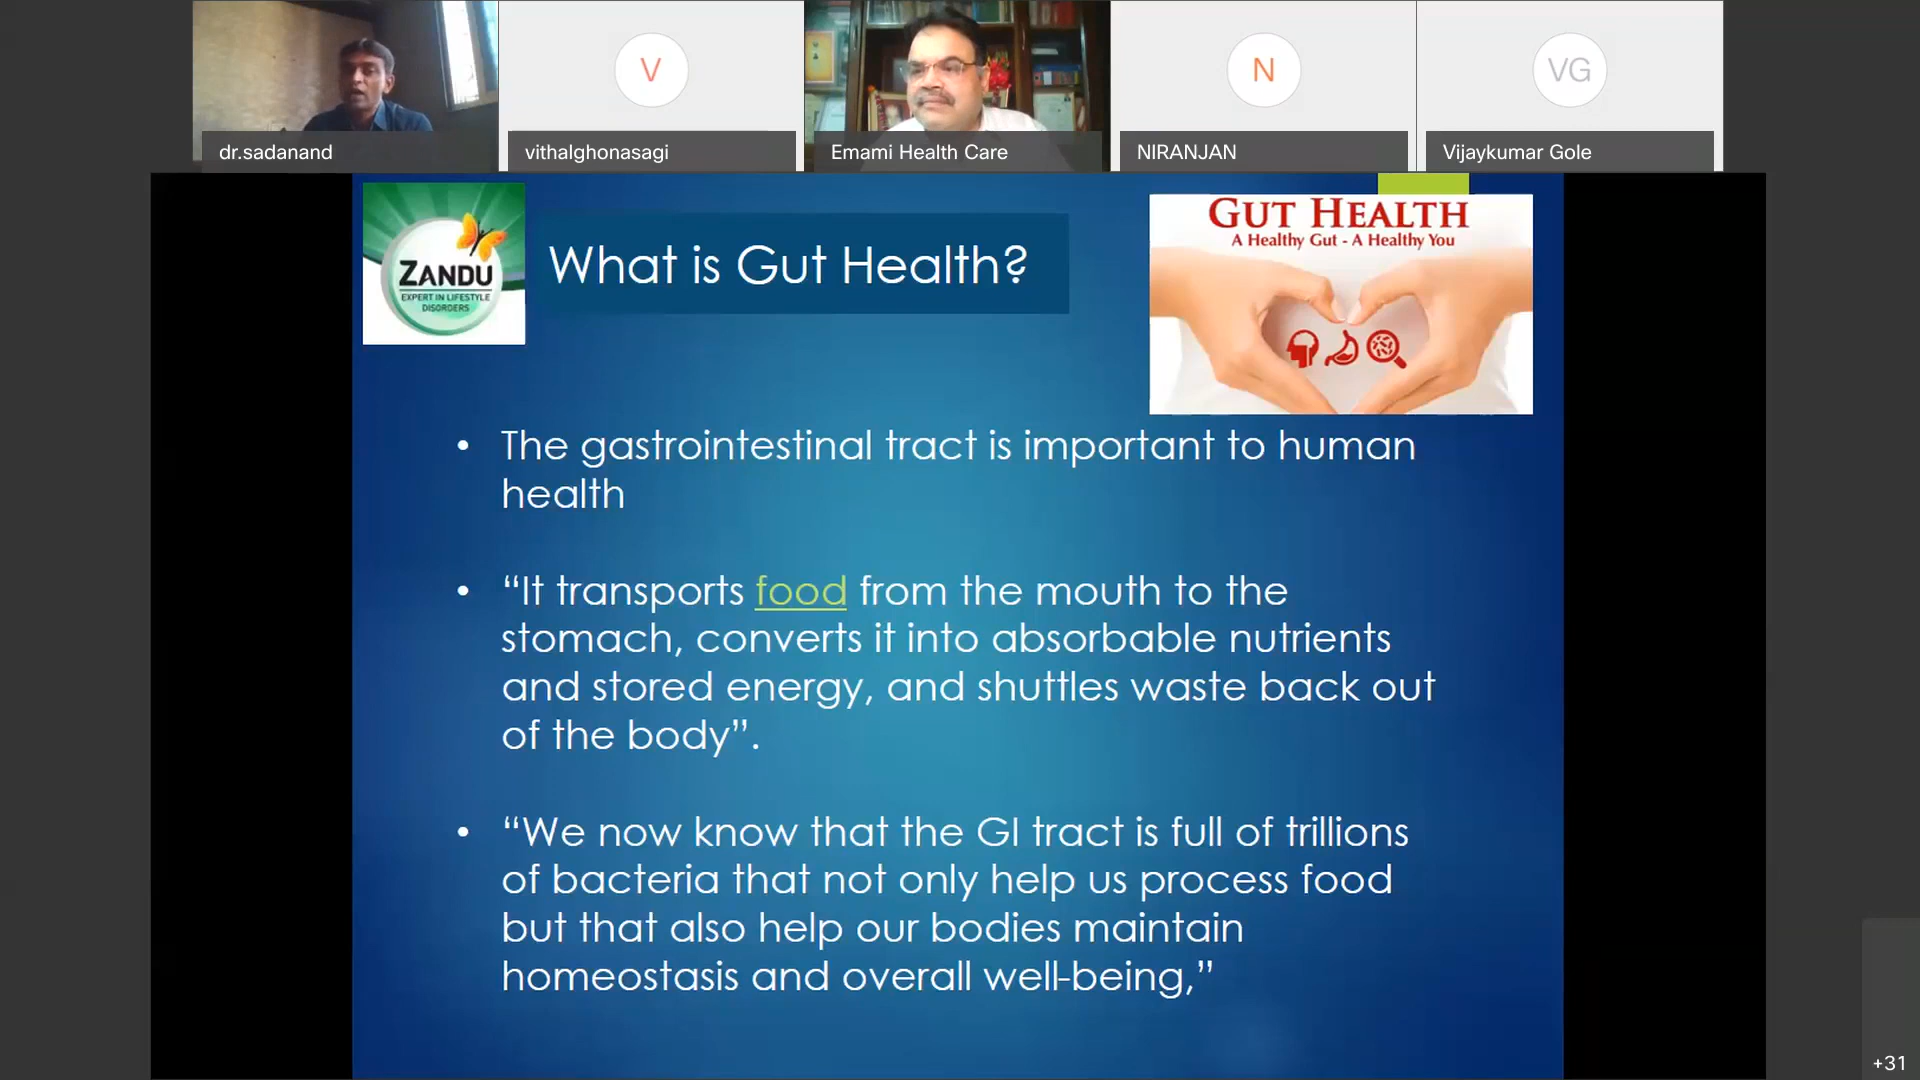 V
N
VG
dr.sadanand
vithalghonasagi
Emami Health Care
NIRANJAN
Vijaykumar Gole
ZANDU
EXPERT IN LIFESTYLE
DISORDERS
What is Gut Health?
GUT HEALTH
A Healthy Gut - A Healthy You
• The gastrointestinal tract is important to human
health
• “It transports food from the mouth to the
stomach, converts it into absorbable nutrients
and stored energy, and shuttles waste back out
of the body”.
• “We now know that the GI tract is full of trillions
of bacteria that not only help us process food
but that also help our bodies maintain
homeostasis and overall well-being,”
+31